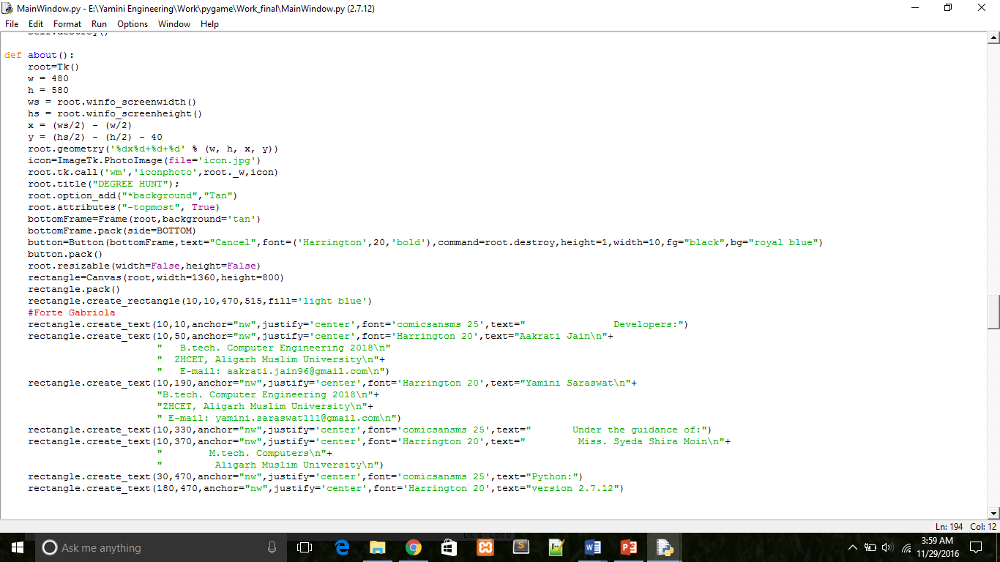 MainWindow.py - E:\Yamini Engineering\Work\pygame\Work_final\MainWindow.py (2.7.12)
File Edit Format Run Options Window Help
self.destroy()
def about():
    root=Tk()
    w = 480
    h = 580
    ws = root.winfo_screenwidth()
    hs = root.winfo_screenheight()
    x = (ws/2) - (w/2)
    y = (hs/2) - (h/2) - 40
    root.geometry('%dx%d+%d+%d' % (w, h, x, y))
    icon=ImageTk.PhotoImage(file='icon.jpg')
    root.tk.call('wm','iconphoto',root._w,icon)
    root.title("DEGREE HUNT");
    root.option_add("*background","Tan")
    root.attributes("-topmost", True)
    bottomFrame=Frame(root,background='tan')
    bottomFrame.pack(side=BOTTOM)
    button=Button(bottomFrame,text="Cancel",font=('Harrington',20,'bold'),command=root.destroy,height=1,width=10,fg="black",bg="royal blue")
    button.pack()
    root.resizable(width=False,height=False)
    rectangle=Canvas(root,width=1360,height=800)
    rectangle.pack()
    rectangle.create_rectangle(10,10,470,515,fill='light blue')
    #Forte Gabriola
    rectangle.create_text(10,10,anchor="nw",justify='center',font='comicsansms 25',text="               Developers:")
    rectangle.create_text(10,50,anchor="nw",justify='center',font='Harrington 20',text="Aakrati Jain\n"+
                          "   B.tech. Computer Engineering 2018\n"
                          "  ZHCET, Aligarh Muslim University\n"+
                          "   E-mail: aakrati.jain96@gmail.com\n")
    rectangle.create_text(10,190,anchor="nw",justify='center',font='Harrington 20',text="Yamini Saraswat\n"+
                          "B.tech. Computer Engineering 2018\n"+
                          "ZHCET, Aligarh Muslim University\n"+
                          " E-mail: yamini.saraswat111@gmail.com\n")
    rectangle.create_text(10,330,anchor="nw",justify='center',font='comicsansms 25',text="       Under the guidance of:")
    rectangle.create_text(10,370,anchor="nw",justify='center',font='Harrington 20',text="         Miss. Syeda Shira Moin\n"+
                          "        M.tech. Computers\n"+
                          "         Aligarh Muslim University\n")
    rectangle.create_text(30,470,anchor="nw",justify='center',font='comicsansms 25',text="Python:")
    rectangle.create_text(180,470,anchor="nw",justify='center',font='Harrington 20',text="version 2.7.12")
Ln: 194 Col: 12
Ln: 8 Col: 0
Ask me anything
3:59 AM
11/29/2016